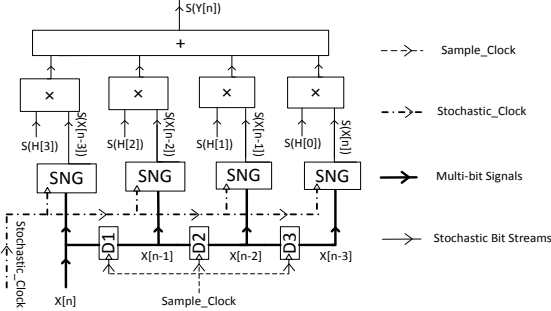 S(Y[n])
+
× × × ×
S(H[3]) S(X[n-3]) S(H[2]) S(X[n-2]) S(H[1]) S(X[n-1]) S(H[0]) S(X[n])
SNG SNG SNG SNG
Stochastic_Clock
D1 D2 D3
X[n] X[n-1] X[n-2] X[n-3]
Sample_Clock
Sample_Clock
Stochastic_Clock
Multi-bit Signals
Stochastic Bit Streams